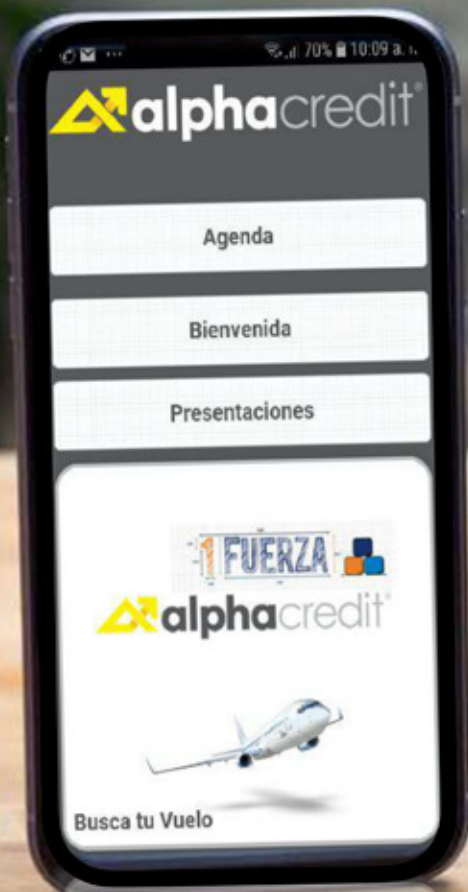 70% 10:09 a. m.
alphacredit®
Agenda
Bienvenida
Presentaciones
1 FUERZA
alphacredit®
Busca tu Vuelo